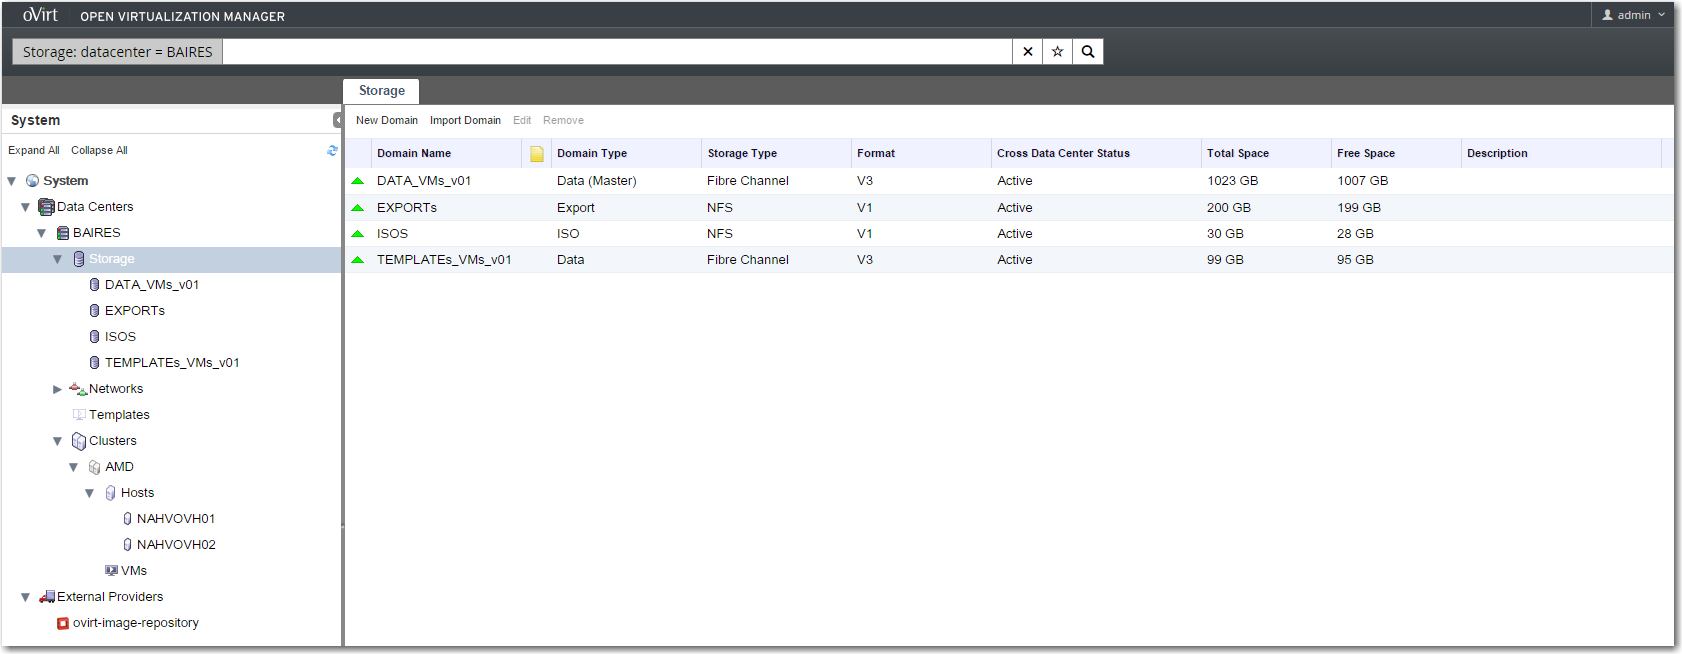 oVirt OPEN VIRTUALIZATION MANAGER admin
Storage: datacenter = BAIRES
Storage
System
New Domain Import Domain Edit Remove
Expand All Collapse All
Domain Name Domain Type Storage Type Format Cross Data Center Status Total Space Free Space Description
DATA_VMs_v01 Data (Master) Fibre Channel V3 Active 1023 GB 1007 GB
EXPORTs Export NFS V1 Active 200 GB 199 GB
ISOS ISO NFS V1 Active 30 GB 28 GB
TEMPLATEs_VMs_v01 Data Fibre Channel V3 Active 99 GB 95 GB
System
Data Centers
BAIRES
Storage
DATA_VMs_v01
EXPORTs
ISOS
TEMPLATEs_VMs_v01
Networks
Templates
Clusters
AMD
Hosts
NAHVOVH01
NAHVOVH02
VMs
External Providers
ovirt-image-repository